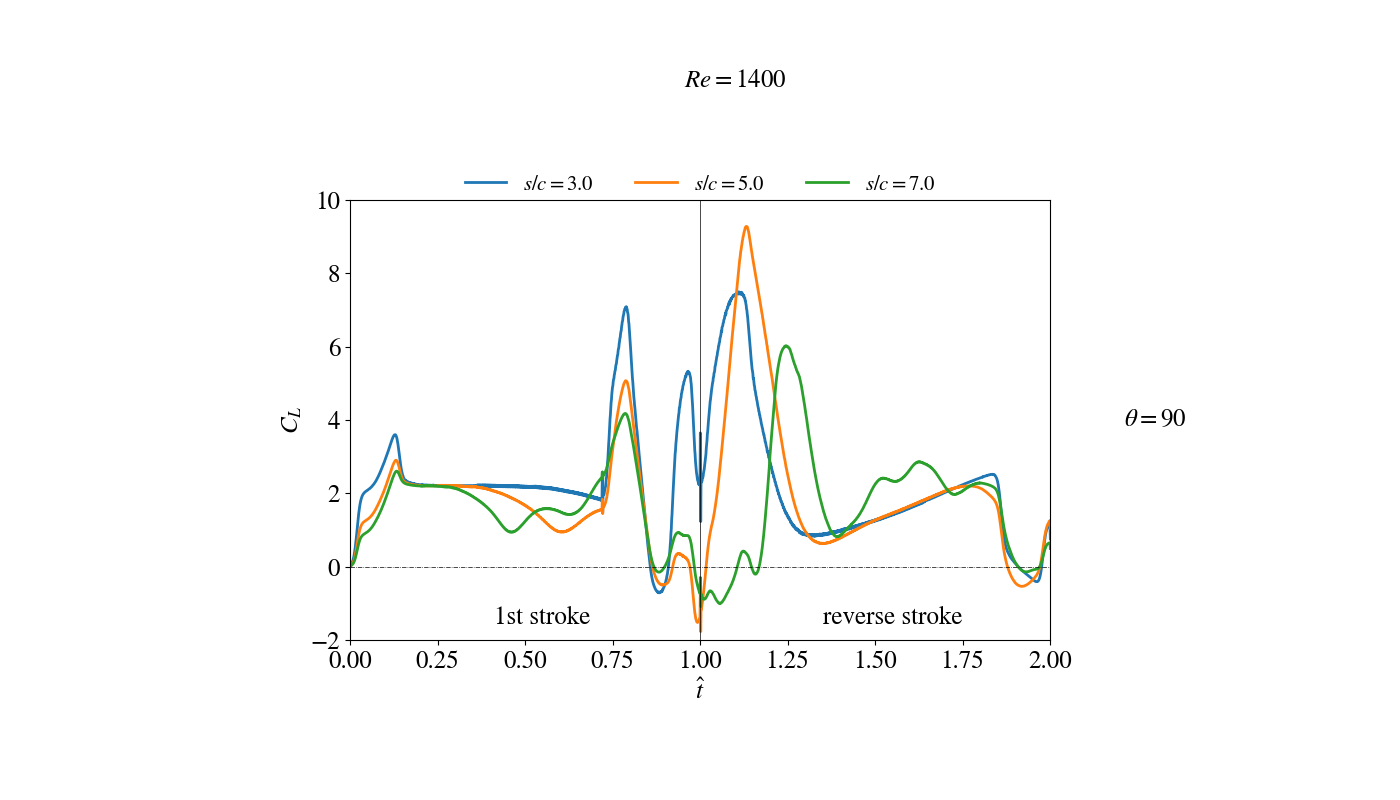 Re = 1400
s/c = 3.0 s/c = 5.0 s/c = 7.0
10
8
6
4
2
0
−2
C_L
θ = 90
1st stroke reverse stroke
0.00 0.25 0.50 0.75 1.00 1.25 1.50 1.75 2.00
t̂